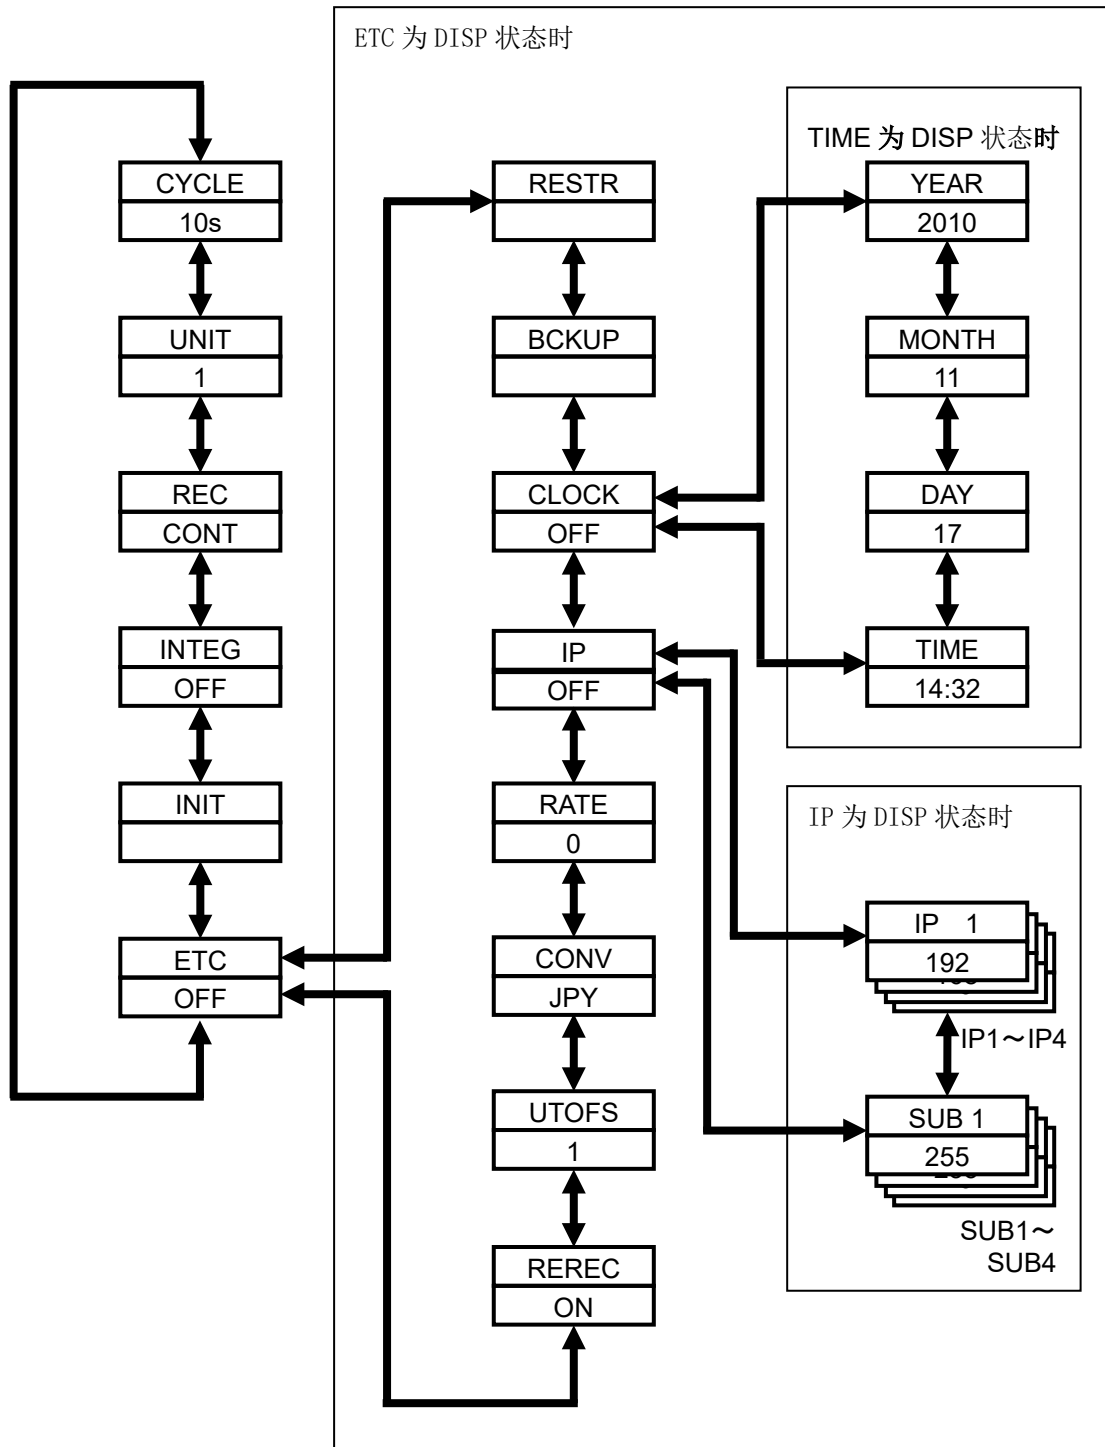 ETC 为 DISP 状态时
CYCLE
10s
UNIT
1
REC
CONT
INTEG
OFF
INIT
ETC
OFF
RESTR
BCKUP
CLOCK
OFF
IP
OFF
RATE
0
CONV
JPY
UTOFS
1
REREC
ON
TIME 为 DISP 状态时
YEAR
2010
MONTH
11
DAY
17
TIME
14:32
IP 为 DISP 状态时
IP 1
192
IP1～IP4
SUB 1
255
SUB1～
SUB4